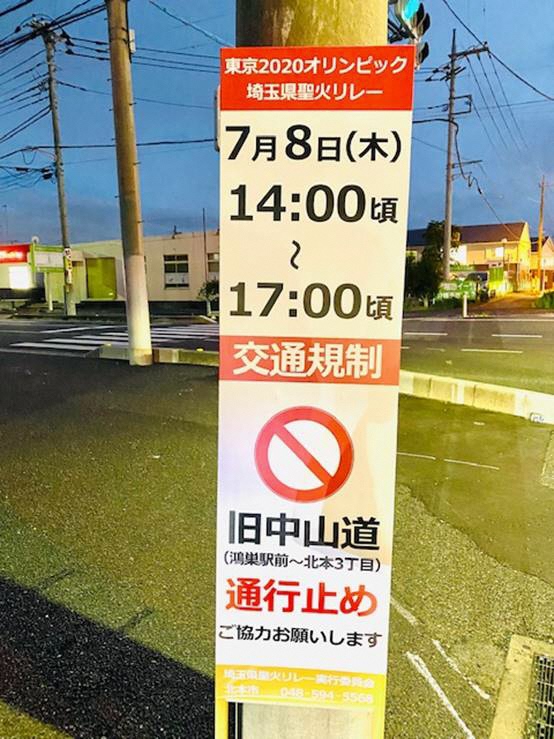 東京2020オリンピック
埼玉県聖火リレー
7月8日(木)
14:00頃
~
17:00頃
交通規制
旧中山道
(鴻巣駅前~北本3丁目)
通行止め
ご協力お願いします
埼玉県聖火リレー実行委員会
北本市 048-594-5568